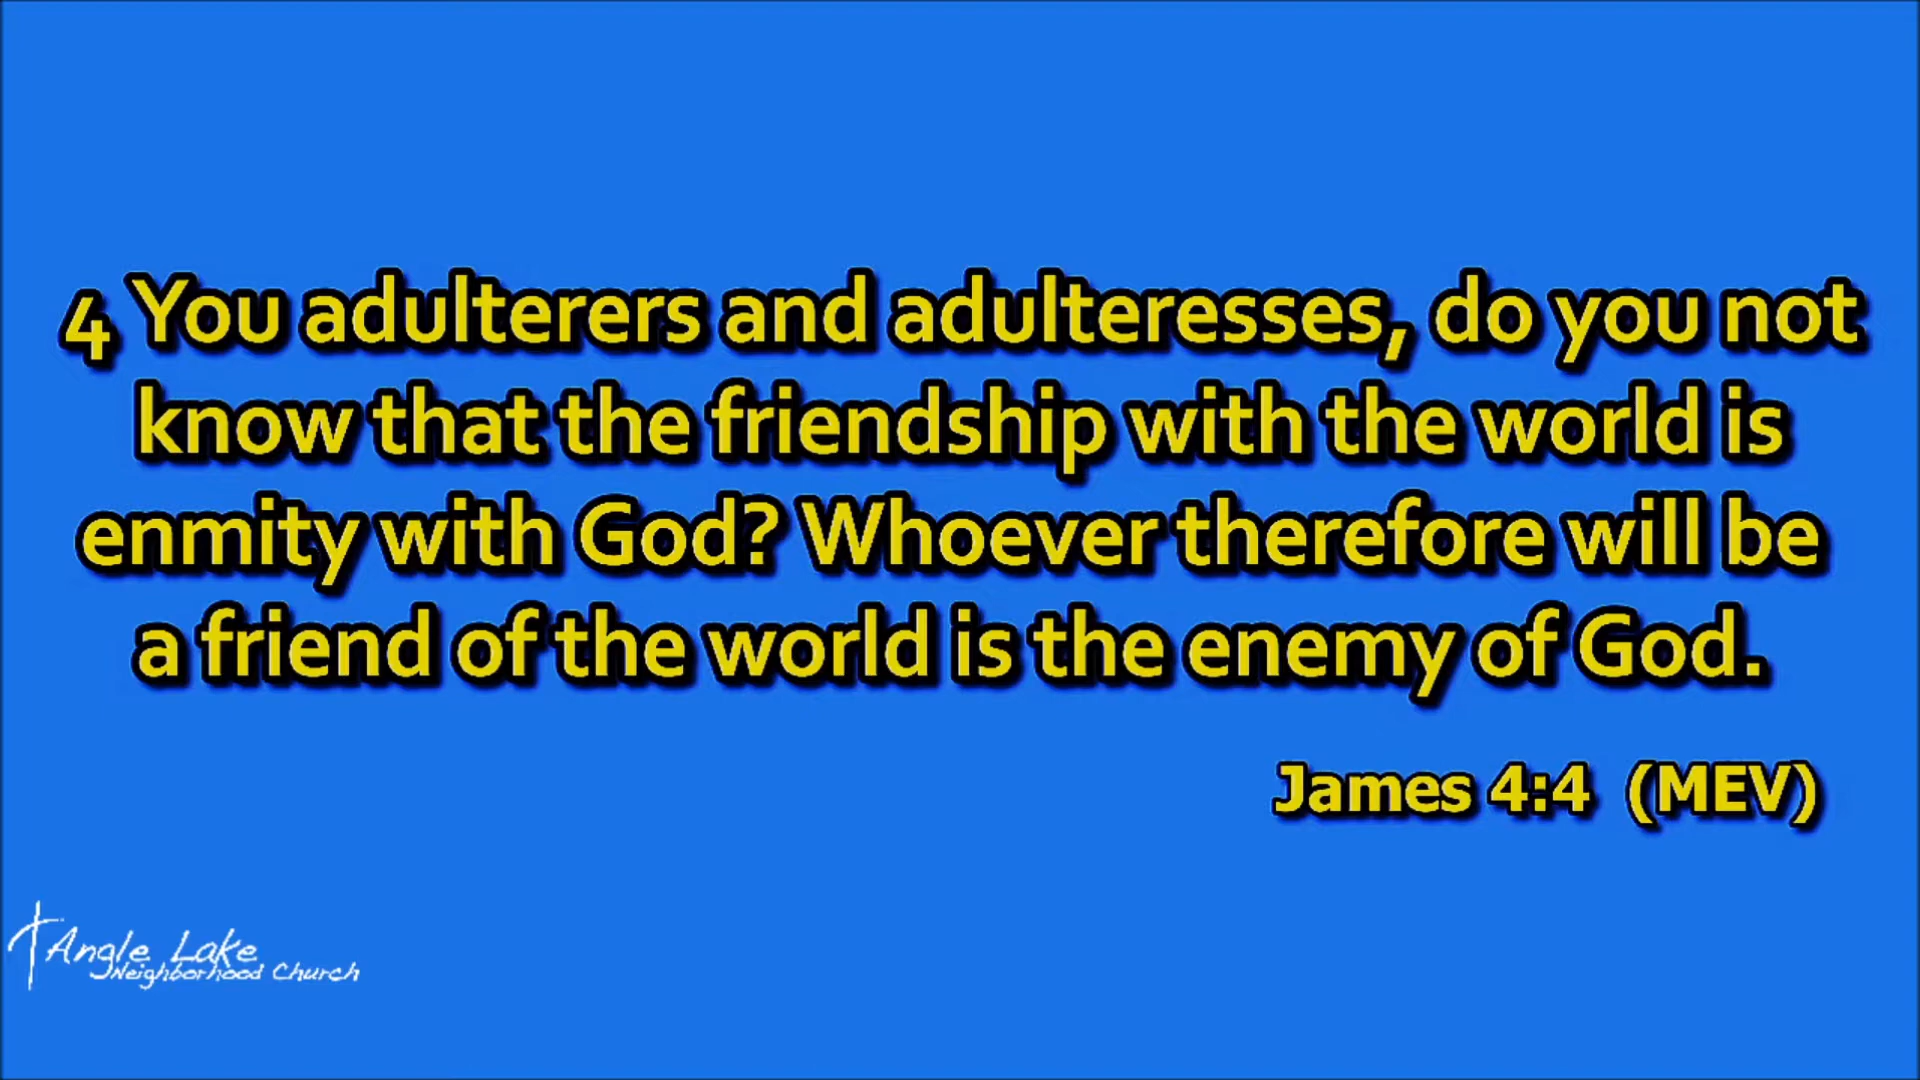 4 You adulterers and adulteresses, do you not
know that the friendship with the world is
enmity with God? Whoever therefore will be
a friend of the world is the enemy of God.
James 4:4 (MEV)
Angle Lake
Neighborhood Church